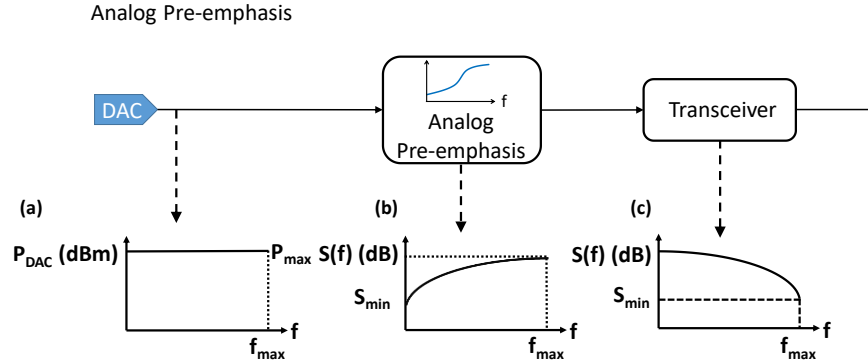 Analog Pre-emphasis
DAC
f
Analog
Pre-emphasis
Transceiver
(a)
(b)
(c)
P_DAC (dBm)
P_max
S(f) (dB)
S(f) (dB)
S_min
S_min
f
f
f
f_max
f_max
f_max